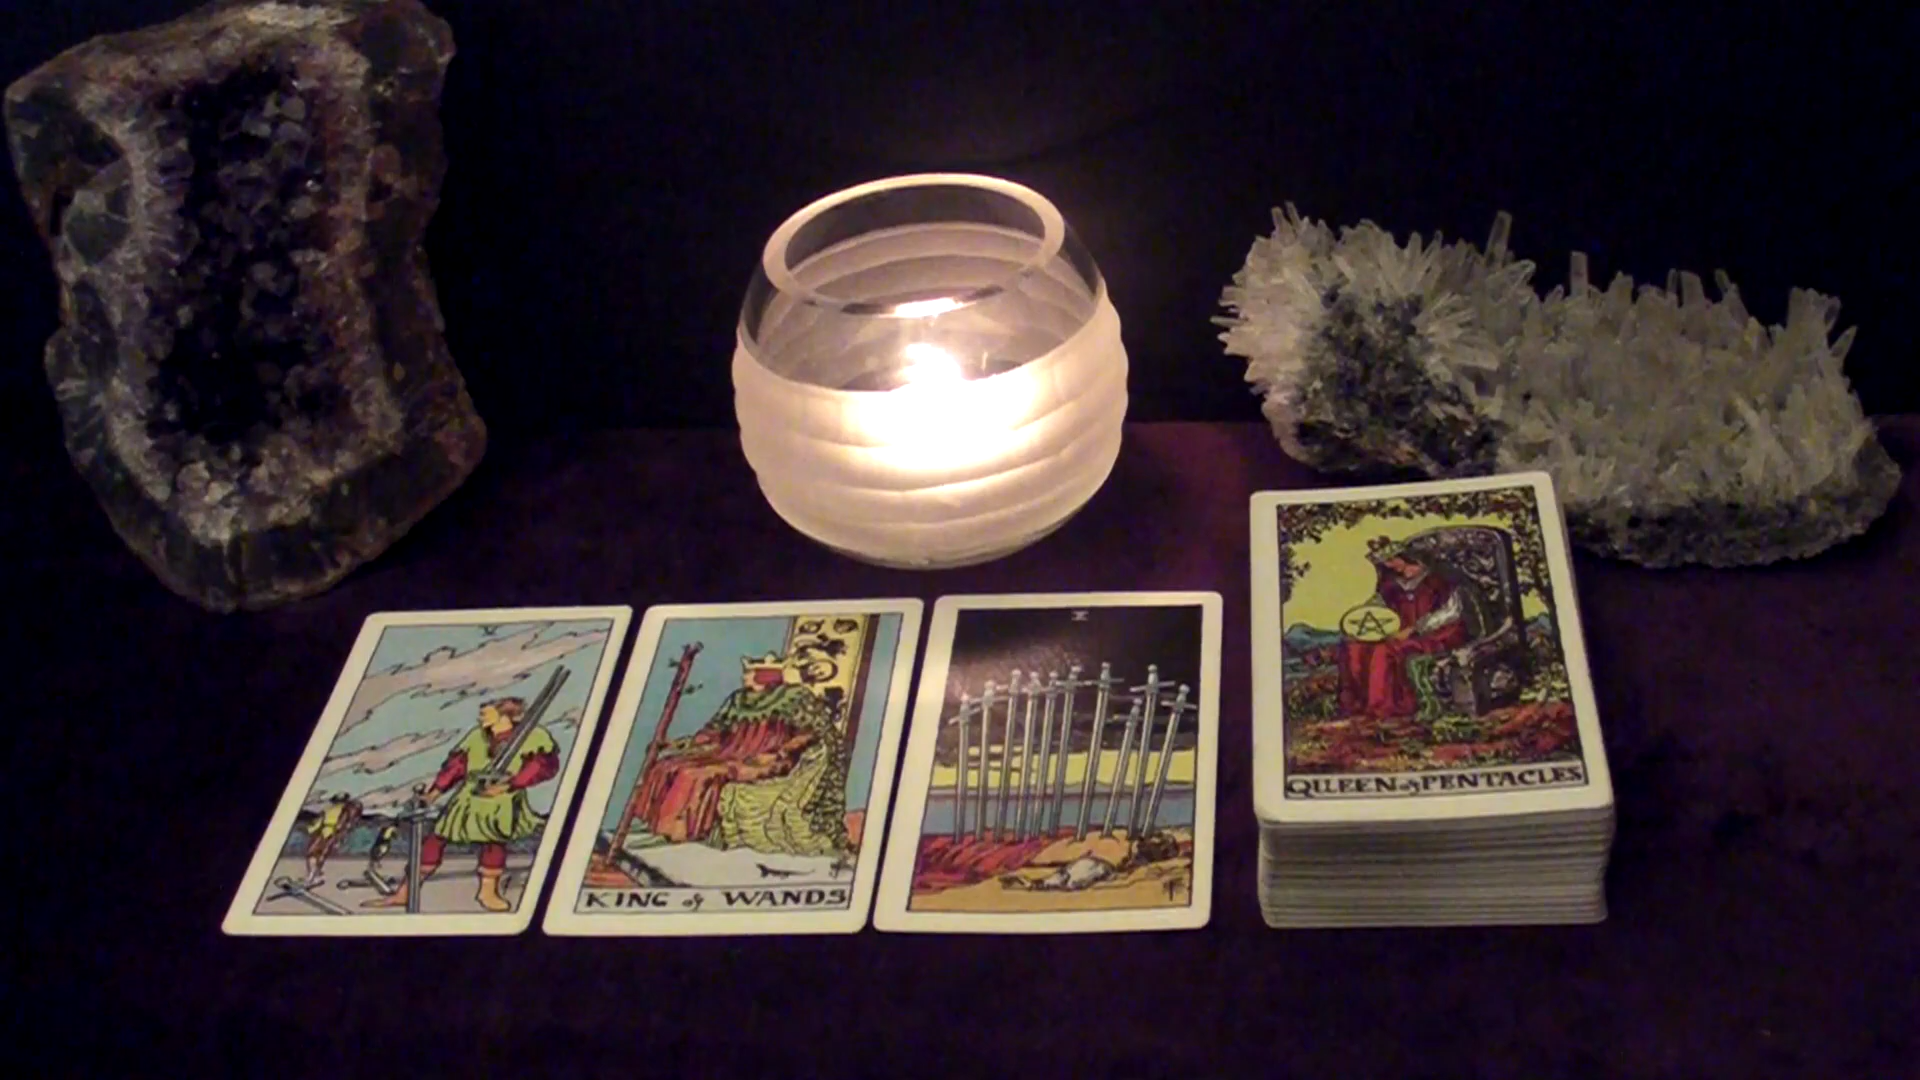 V
KING of WANDS
X
QUEEN of PENTACLES